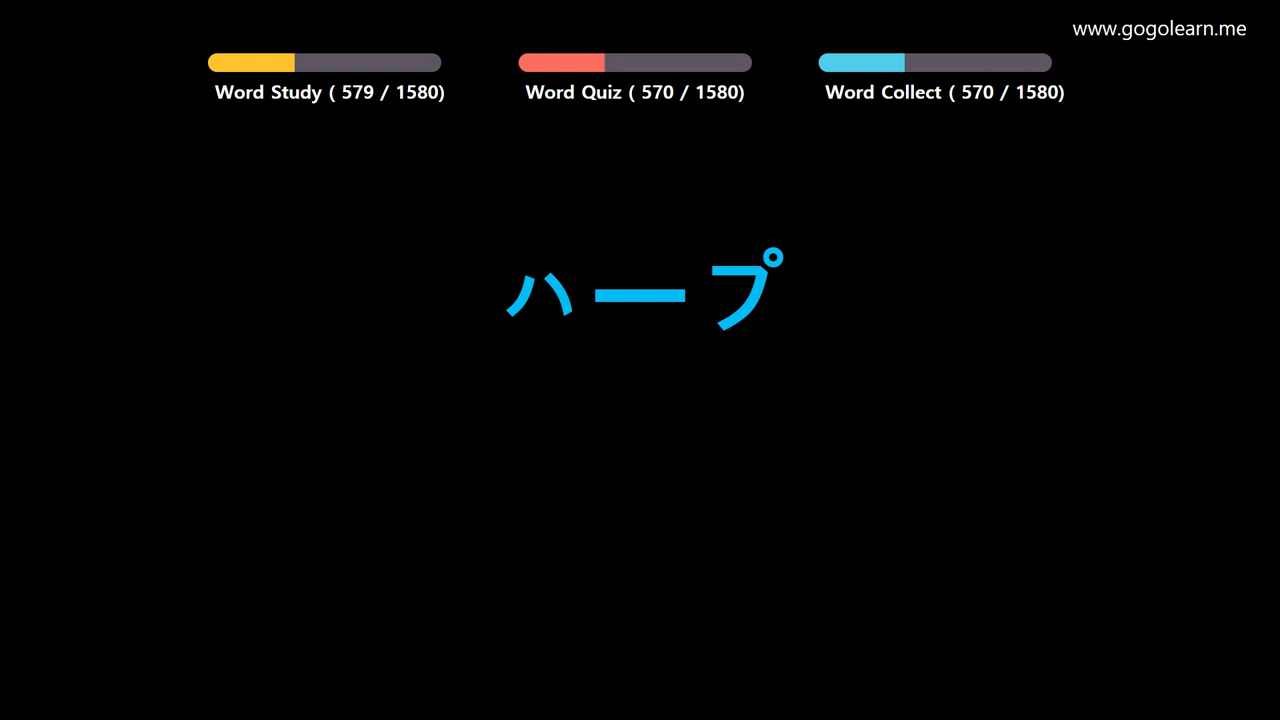 www.gogolearn.me
Word Study ( 579 / 1580)
Word Quiz ( 570 / 1580)
Word Collect ( 570 / 1580)
ハープ